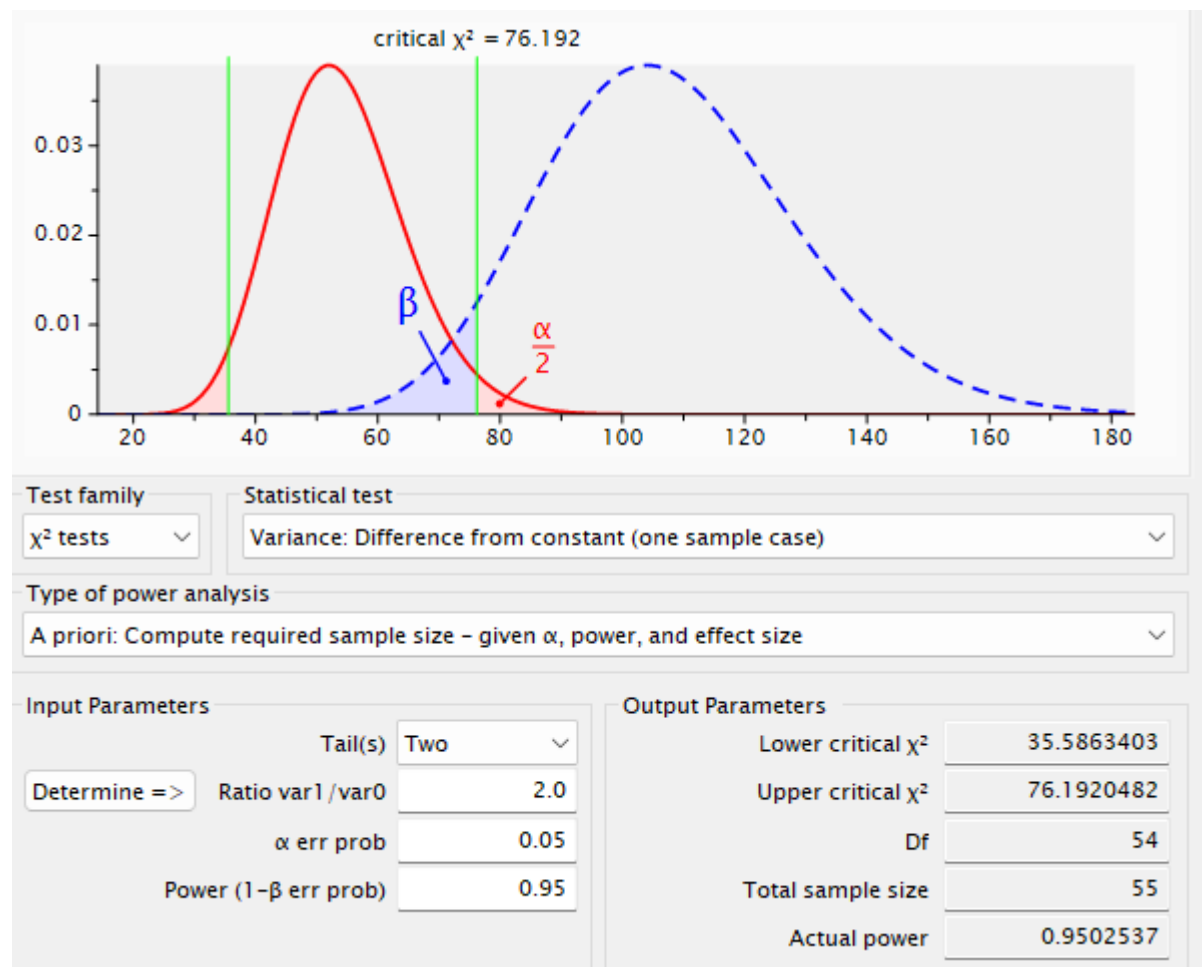 critical χ² = 76.192
0.03
0.02
0.01
0
β
α
2
20 40 60 80 100 120 140 160 180
Test family
Statistical test
χ² tests
Variance: Difference from constant (one sample case)
Type of power analysis
A priori: Compute required sample size – given α, power, and effect size
Input Parameters
Output Parameters
Tail(s) Two
Lower critical χ² 35.5863403
Determine => Ratio var1/var0 2.0
Upper critical χ² 76.1920482
α err prob 0.05
Df 54
Power (1–β err prob) 0.95
Total sample size 55
Actual power 0.9502537